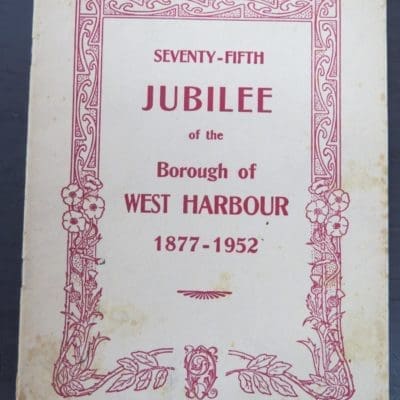 SEVENTY-FIFTH
JUBILEE
of the
Borough of
WEST HARBOUR
1877-1952